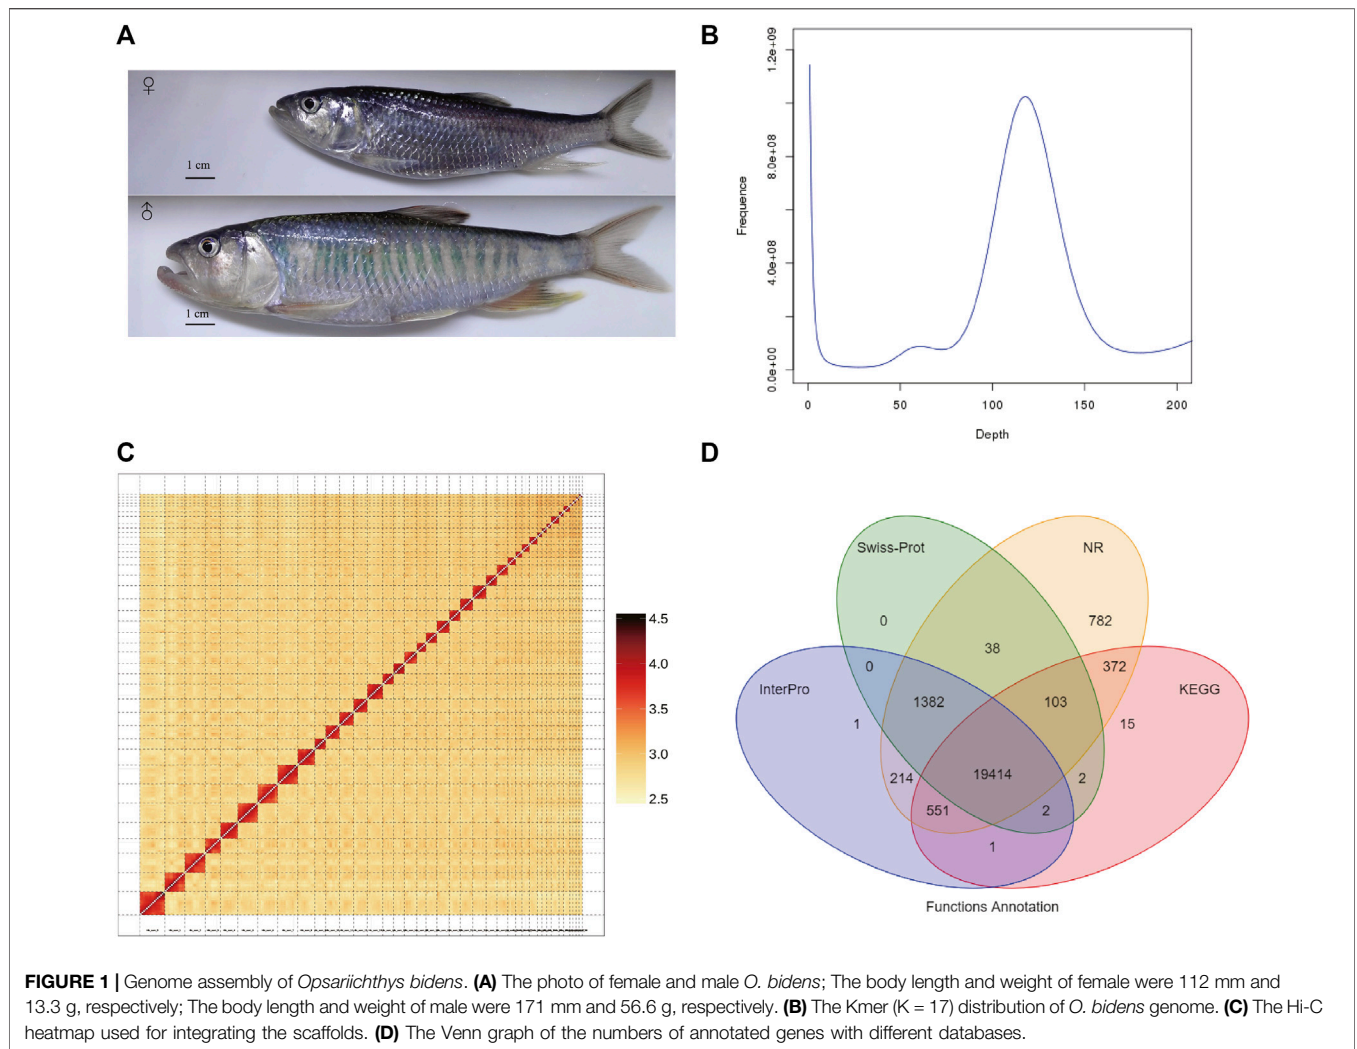 A
♀
1 cm
♂
1 cm
B
Frequence
1.2e+09
8.0e+08
4.0e+08
0.0e+00
0 50 100 150 200
Depth
C
4.5
4.0
3.5
3.0
2.5
D
Swiss-Prot
NR
0
782
38
0
372
InterPro
KEGG
1382
103
1
15
19414
214
2
551
2
1
Functions Annotation
FIGURE 1 | Genome assembly of Opsariichthys bidens. (A) The photo of female and male O. bidens; The body length and weight of female were 112 mm and
13.3 g, respectively; The body length and weight of male were 171 mm and 56.6 g, respectively. (B) The Kmer (K = 17) distribution of O. bidens genome. (C) The Hi-C
heatmap used for integrating the scaffolds. (D) The Venn graph of the numbers of annotated genes with different databases.